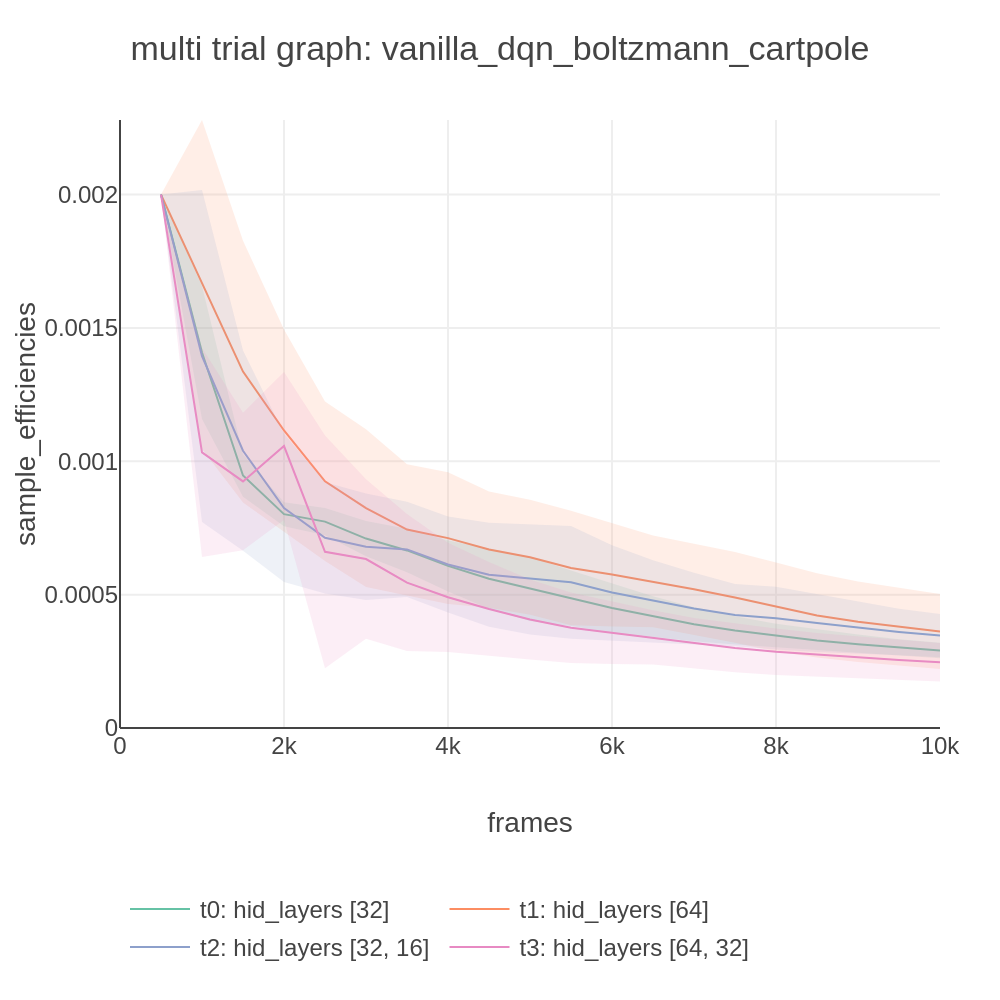 multi trial graph: vanilla_dqn_boltzmann_cartpole
sample_efficiencies
0.002
0.0015
0.001
0.0005
0
0 2k 4k 6k 8k 10k
frames
t0: hid_layers [32] t1: hid_layers [64]
t2: hid_layers [32, 16] t3: hid_layers [64, 32]